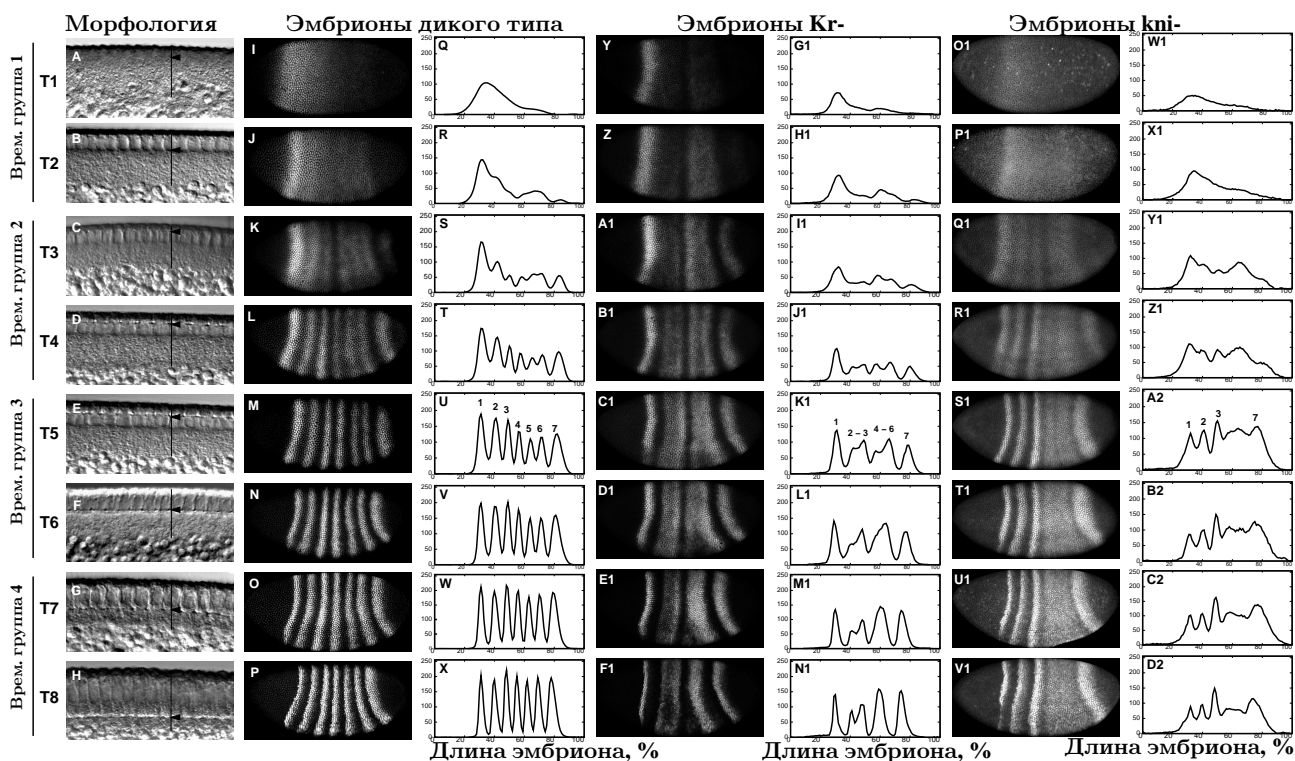 Морфология Эмбрионы дикого типа Эмбрионы Kr- Эмбрионы kni-
Врем. группа 1
Врем. группа 2
Врем. группа 3
Врем. группа 4
T1 A I Q Y G1 O1 W1
T2 B J R Z H1 P1 X1
T3 C K S A1 I1 Q1 Y1
T4 D L T B1 J1 R1 Z1
T5 E M U C1 K1 S1 A2
1 2 3 4 5 6 7
1 2 – 3 4 – 6 7
1 2 3 7
T6 F N V D1 L1 T1 B2
T7 G O W E1 M1 U1 C2
T8 H P X F1 N1 V1 D2
250 200 150 100 50 0
0 20 40 60 80 100
Длина эмбриона, % Длина эмбриона, % Длина эмбриона, %